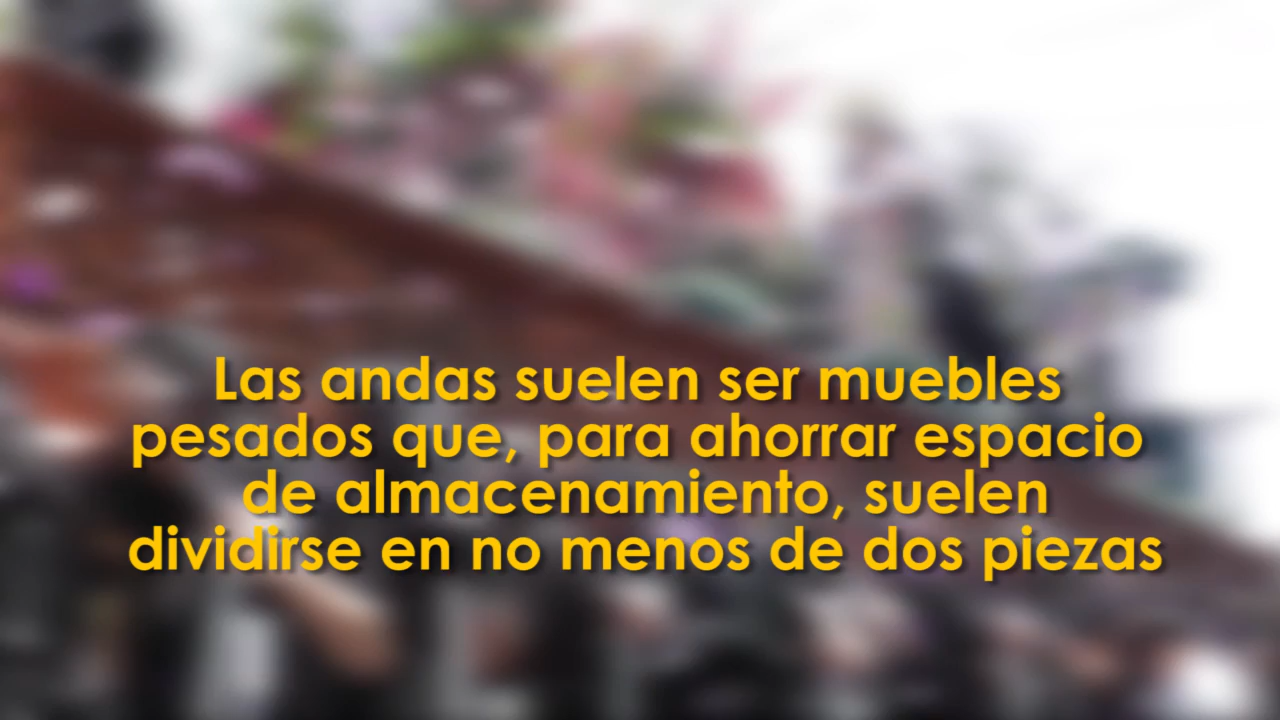 Las andas suelen ser muebles
pesados que, para ahorrar espacio
de almacenamiento, suelen
dividirse en no menos de dos piezas